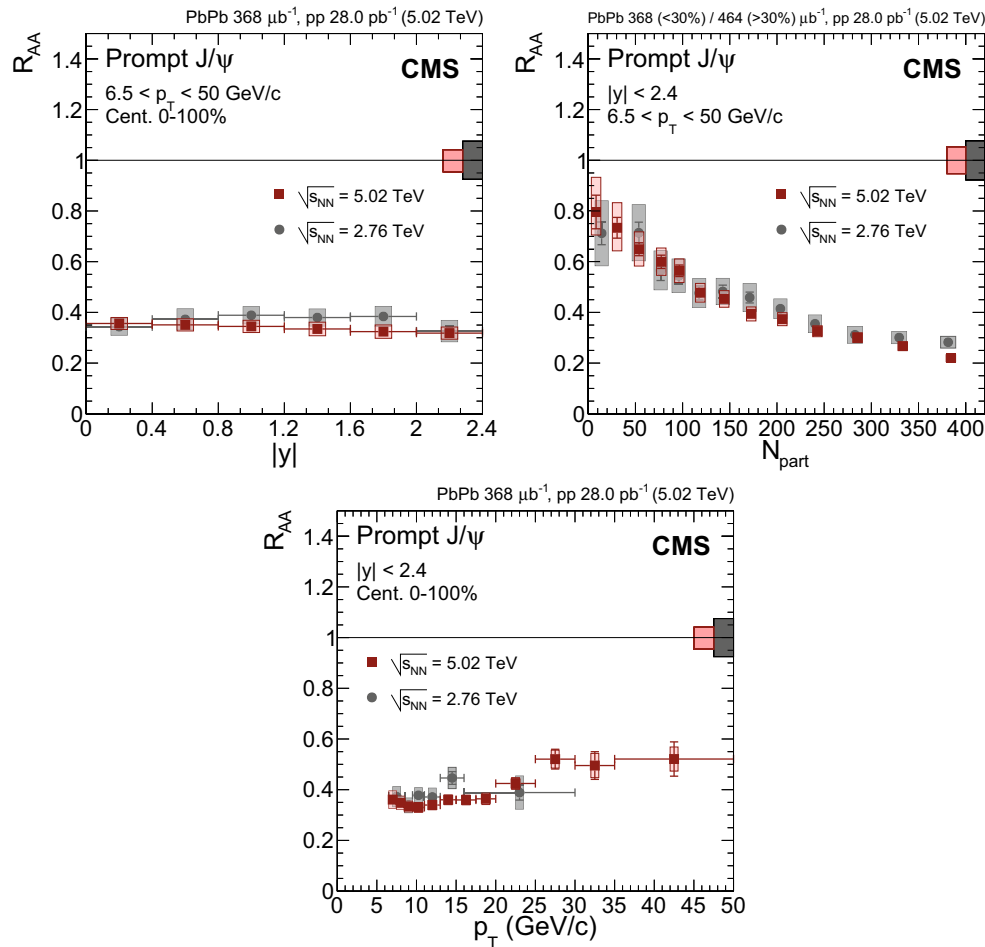 PbPb 368 μb⁻¹, pp 28.0 pb⁻¹ (5.02 TeV)
R_AA
1.4
1.2
1
0.8
0.6
0.4
0.2
0
Prompt J/ψ
CMS
6.5 < p_T < 50 GeV/c
Cent. 0-100%
√s_NN = 5.02 TeV
√s_NN = 2.76 TeV
0 0.4 0.8 1.2 1.6 2 2.4
|y|
PbPb 368 (<30%) / 464 (>30%) μb⁻¹, pp 28.0 pb⁻¹ (5.02 TeV)
R_AA
1.4
1.2
1
0.8
0.6
0.4
0.2
0
Prompt J/ψ
CMS
|y| < 2.4
6.5 < p_T < 50 GeV/c
√s_NN = 5.02 TeV
√s_NN = 2.76 TeV
0 50 100 150 200 250 300 350 400
N_part
PbPb 368 μb⁻¹, pp 28.0 pb⁻¹ (5.02 TeV)
R_AA
1.4
1.2
1
0.8
0.6
0.4
0.2
0
Prompt J/ψ
CMS
|y| < 2.4
Cent. 0-100%
√s_NN = 5.02 TeV
√s_NN = 2.76 TeV
0 5 10 15 20 25 30 35 40 45 50
p_T (GeV/c)